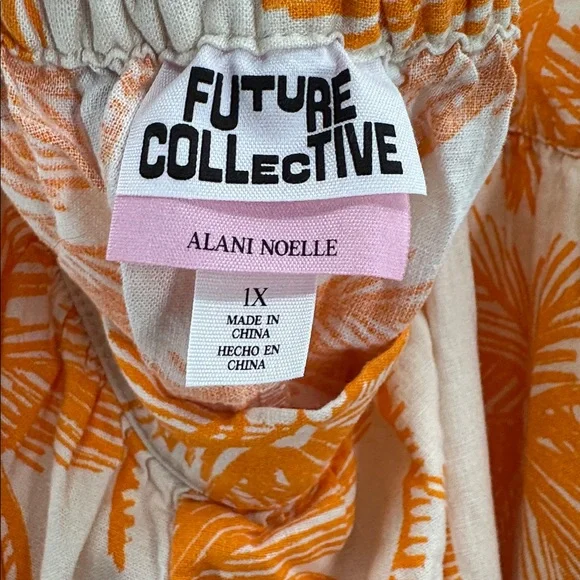 FUTURE
COLLECTIVE
ALANI NOELLE
1X
MADE IN
CHINA
HECHO EN
CHINA